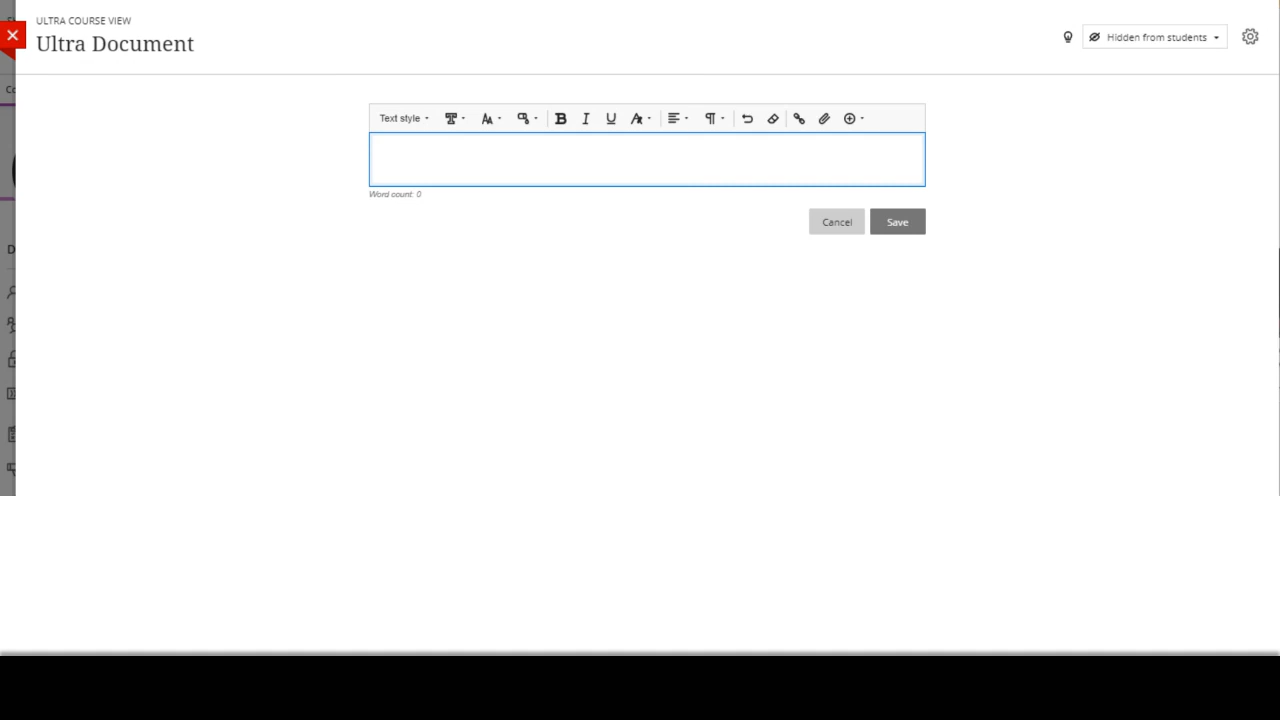 ULTRA COURSE VIEW
Ultra Document
Hidden from students
Text style
Word count: 0
Cancel
Save